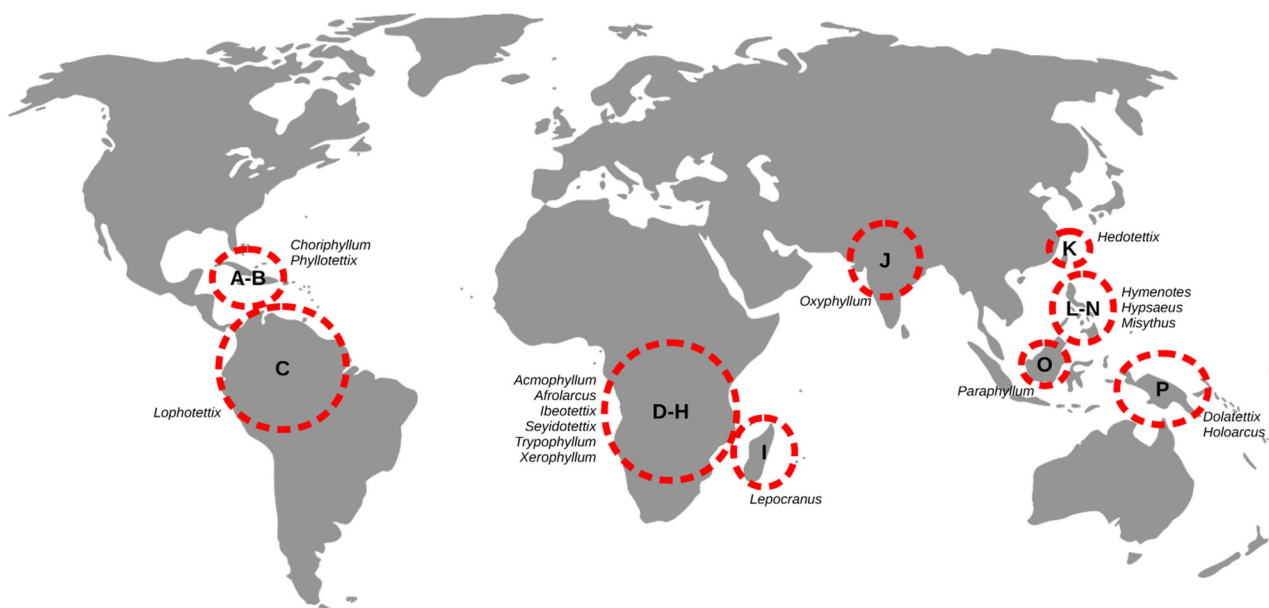 Choriphyllum
Phyllotettix
A-B
C
Lophotettix
Acmophyllum
Afrolarcus
Ibeotettix
Seyidotettix
Trypophyllum
Xerophyllum
D-H
I
Lepocranus
J
Oxyphyllum
K
Hedotettix
L-N
Hymenotes
Hypsaeus
Misythus
O
Paraphyllum
P
Dolatettix
Holoarcus